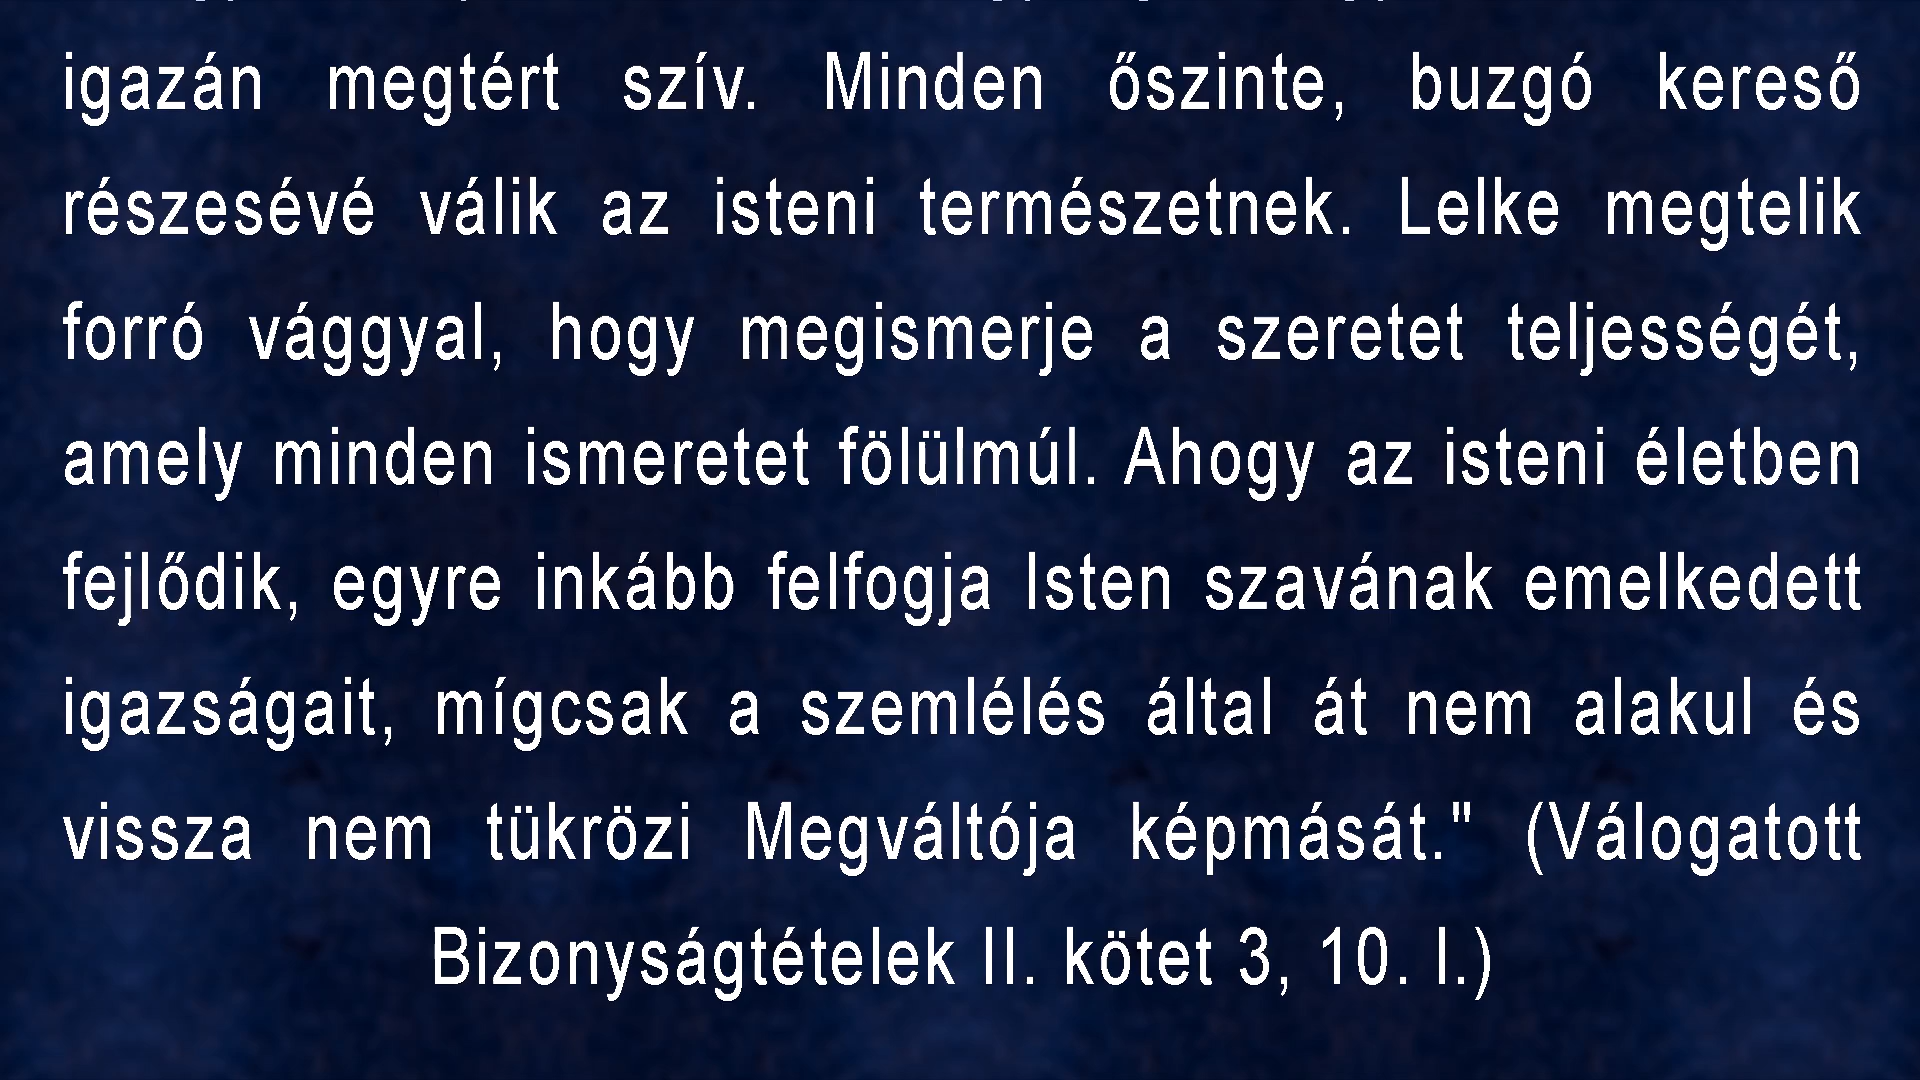 igazán megtért szív. Minden őszinte, buzgó kereső
részesévé válik az isteni természetnek. Lelke megtelik
forró vággyal, hogy megismerje a szeretet teljességét,
amely minden ismeretet fölülmúl. Ahogy az isteni életben
fejlődik, egyre inkább felfogja Isten szavának emelkedett
igazságait, mígcsak a szemlélés által át nem alakul és
vissza nem tükrözi Megváltója képmását." (Válogatott
Bizonyságtételek II. kötet 3, 10. l.)